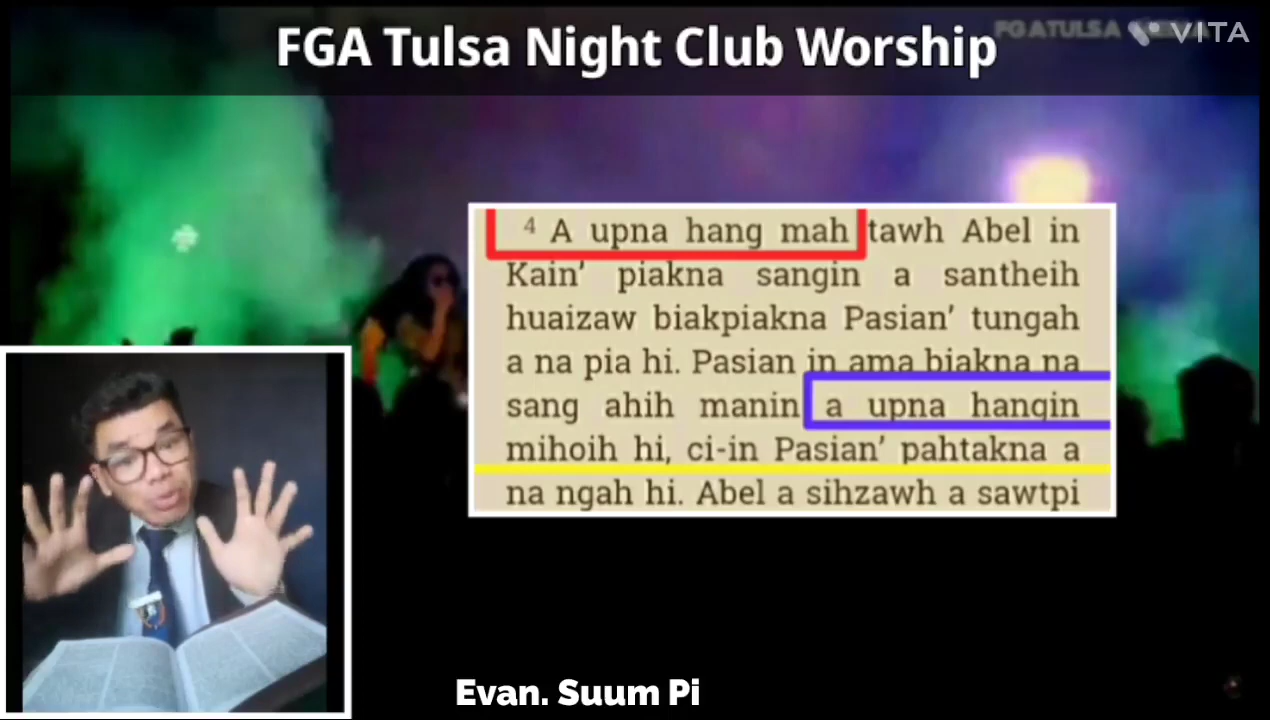 FGATULSA
VITA
FGA Tulsa Night Club Worship
4 A upna hang mah tawh Abel in
Kain' piakna sangin a santheih
huaizaw biakpiakna Pasian' tungah
a na pia hi. Pasian in ama biakna na
sang ahih manin a upna hangin
mihoih hi, ci-in Pasian' pahtakna a
na ngah hi. Abel a sihzawh a sawtpi
Evan. Suum Pi